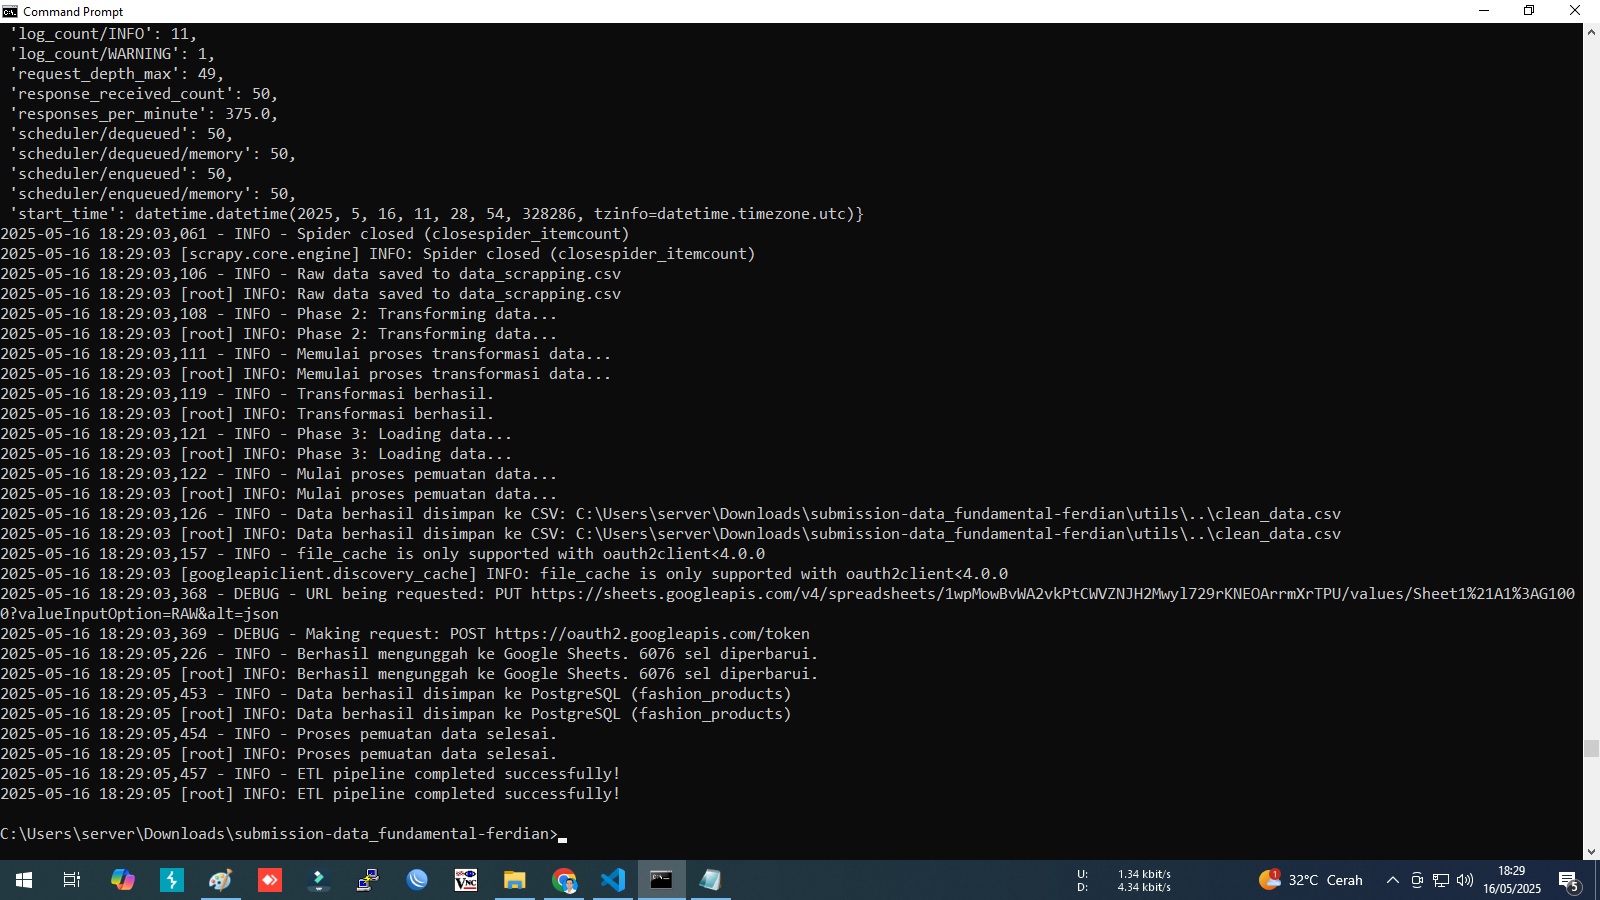 Command Prompt
'log_count/INFO': 11,
'log_count/WARNING': 1,
'request_depth_max': 49,
'response_received_count': 50,
'responses_per_minute': 375.0,
'scheduler/dequeued': 50,
'scheduler/dequeued/memory': 50,
'scheduler/enqueued': 50,
'scheduler/enqueued/memory': 50,
'start_time': datetime.datetime(2025, 5, 16, 11, 28, 54, 328286, tzinfo=datetime.timezone.utc)}
2025-05-16 18:29:03,061 - INFO - Spider closed (closespider_itemcount)
2025-05-16 18:29:03 [scrapy.core.engine] INFO: Spider closed (closespider_itemcount)
2025-05-16 18:29:03,106 - INFO - Raw data saved to data_scrapping.csv
2025-05-16 18:29:03 [root] INFO: Raw data saved to data_scrapping.csv
2025-05-16 18:29:03,108 - INFO - Phase 2: Transforming data...
2025-05-16 18:29:03 [root] INFO: Phase 2: Transforming data...
2025-05-16 18:29:03,111 - INFO - Memulai proses transformasi data...
2025-05-16 18:29:03 [root] INFO: Memulai proses transformasi data...
2025-05-16 18:29:03,119 - INFO - Transformasi berhasil.
2025-05-16 18:29:03 [root] INFO: Transformasi berhasil.
2025-05-16 18:29:03,121 - INFO - Phase 3: Loading data...
2025-05-16 18:29:03 [root] INFO: Phase 3: Loading data...
2025-05-16 18:29:03,122 - INFO - Mulai proses pemuatan data...
2025-05-16 18:29:03 [root] INFO: Mulai proses pemuatan data...
2025-05-16 18:29:03,126 - INFO - Data berhasil disimpan ke CSV: C:\Users\server\Downloads\submission-data_fundamental-ferdian\utils\..\clean_data.csv
2025-05-16 18:29:03 [root] INFO: Data berhasil disimpan ke CSV: C:\Users\server\Downloads\submission-data_fundamental-ferdian\utils\..\clean_data.csv
2025-05-16 18:29:03,157 - INFO - file_cache is only supported with oauth2client<4.0.0
2025-05-16 18:29:03 [googleapiclient.discovery_cache] INFO: file_cache is only supported with oauth2client<4.0.0
2025-05-16 18:29:03,368 - DEBUG - URL being requested: PUT https://sheets.googleapis.com/v4/spreadsheets/1wpMowBvWA2vkPtCWVZNJH2Mwyl729rKNEOArrmXrTPU/values/Sheet1%21A1%3AG100
0?valueInputOption=RAW&alt=json
2025-05-16 18:29:03,369 - DEBUG - Making request: POST https://oauth2.googleapis.com/token
2025-05-16 18:29:05,226 - INFO - Berhasil mengunggah ke Google Sheets. 6076 sel diperbarui.
2025-05-16 18:29:05 [root] INFO: Berhasil mengunggah ke Google Sheets. 6076 sel diperbarui.
2025-05-16 18:29:05,453 - INFO - Data berhasil disimpan ke PostgreSQL (fashion_products)
2025-05-16 18:29:05 [root] INFO: Data berhasil disimpan ke PostgreSQL (fashion_products)
2025-05-16 18:29:05,454 - INFO - Proses pemuatan data selesai.
2025-05-16 18:29:05 [root] INFO: Proses pemuatan data selesai.
2025-05-16 18:29:05,457 - INFO - ETL pipeline completed successfully!
2025-05-16 18:29:05 [root] INFO: ETL pipeline completed successfully!
C:\Users\server\Downloads\submission-data_fundamental-ferdian>
U: 1.34 kbit/s
D: 4.34 kbit/s
1
32°C Cerah
18:29
16/05/2025
5
VNC